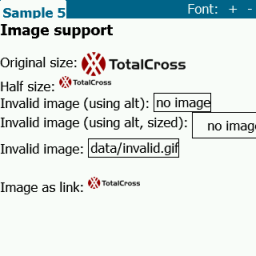 Sample 5 Font: + -
Image support
Original size: TotalCross
Half size: TotalCross
Invalid image (using alt): no image
Invalid image (using alt, sized): no imag
Invalid image: data/invalid.gif
Image as link: TotalCross